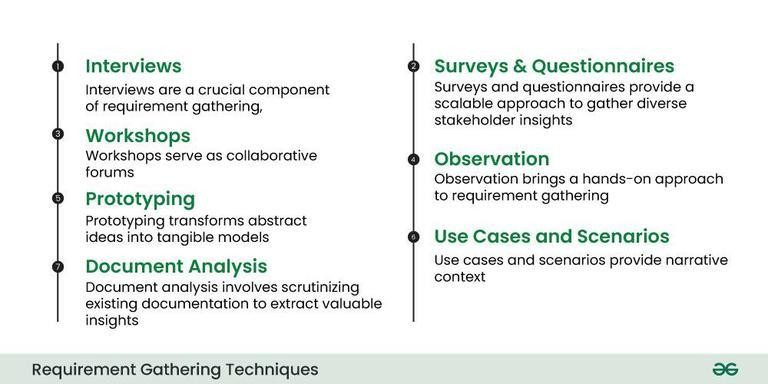 1
Interviews
Interviews are a crucial component
of requirement gathering,
2
Surveys & Questionnaires
Surveys and questionnaires provide a
scalable approach to gather diverse
stakeholder insights
3
Workshops
Workshops serve as collaborative
forums
4
Observation
Observation brings a hands-on approach
to requirement gathering
5
Prototyping
Prototyping transforms abstract
ideas into tangible models
6
Use Cases and Scenarios
Use cases and scenarios provide narrative
context
7
Document Analysis
Document analysis involves scrutinizing
existing documentation to extract valuable
insights
Requirement Gathering Techniques